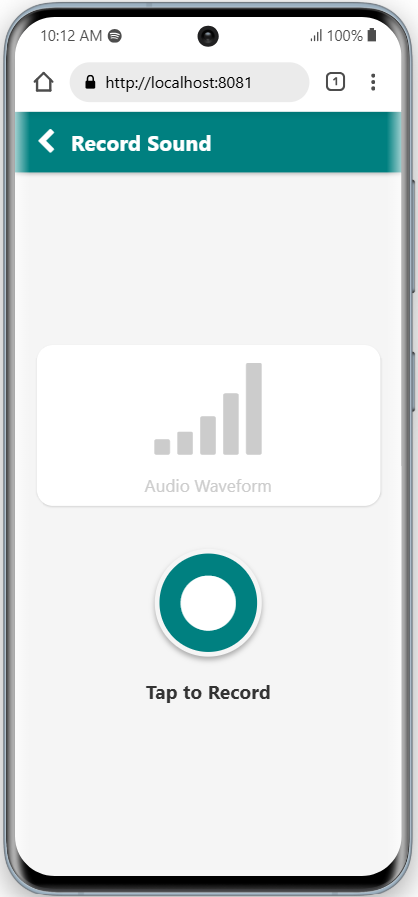 10:12 AM 100%
http://localhost:8081 1
Record Sound
Audio Waveform
Tap to Record